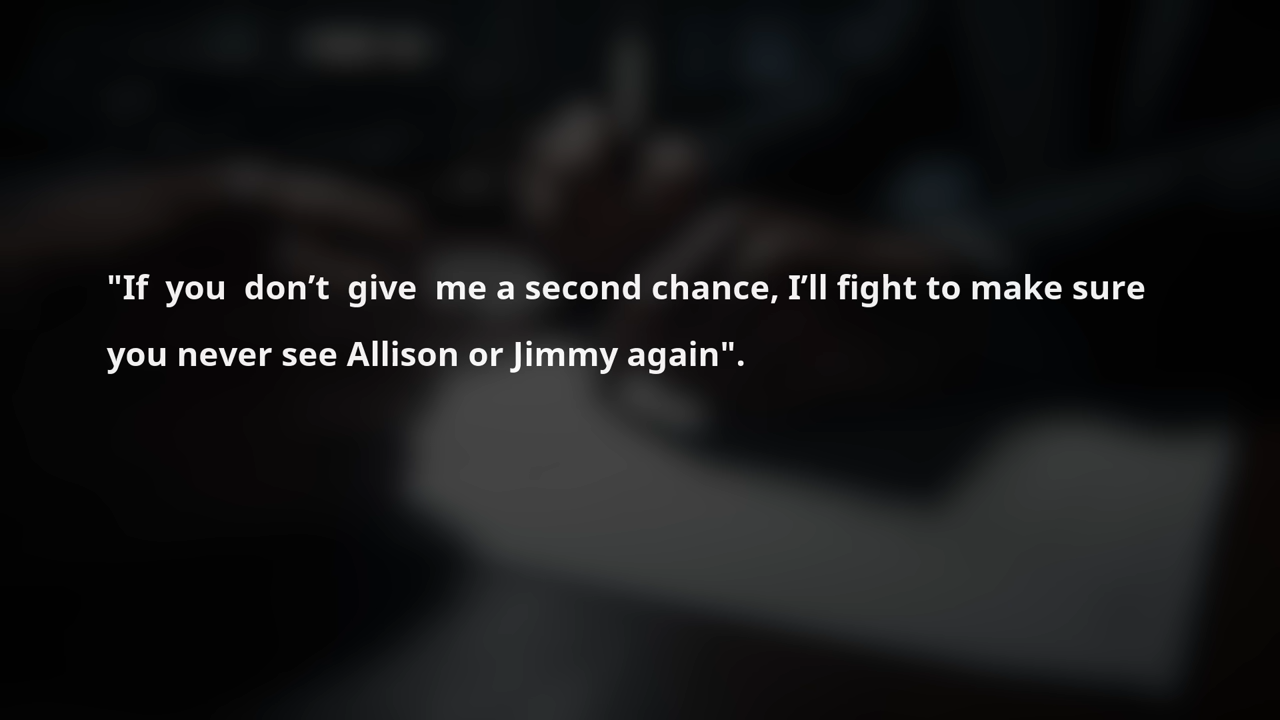 "If you don’t give me a second chance, I’ll fight to make sure
you never see Allison or Jimmy again".